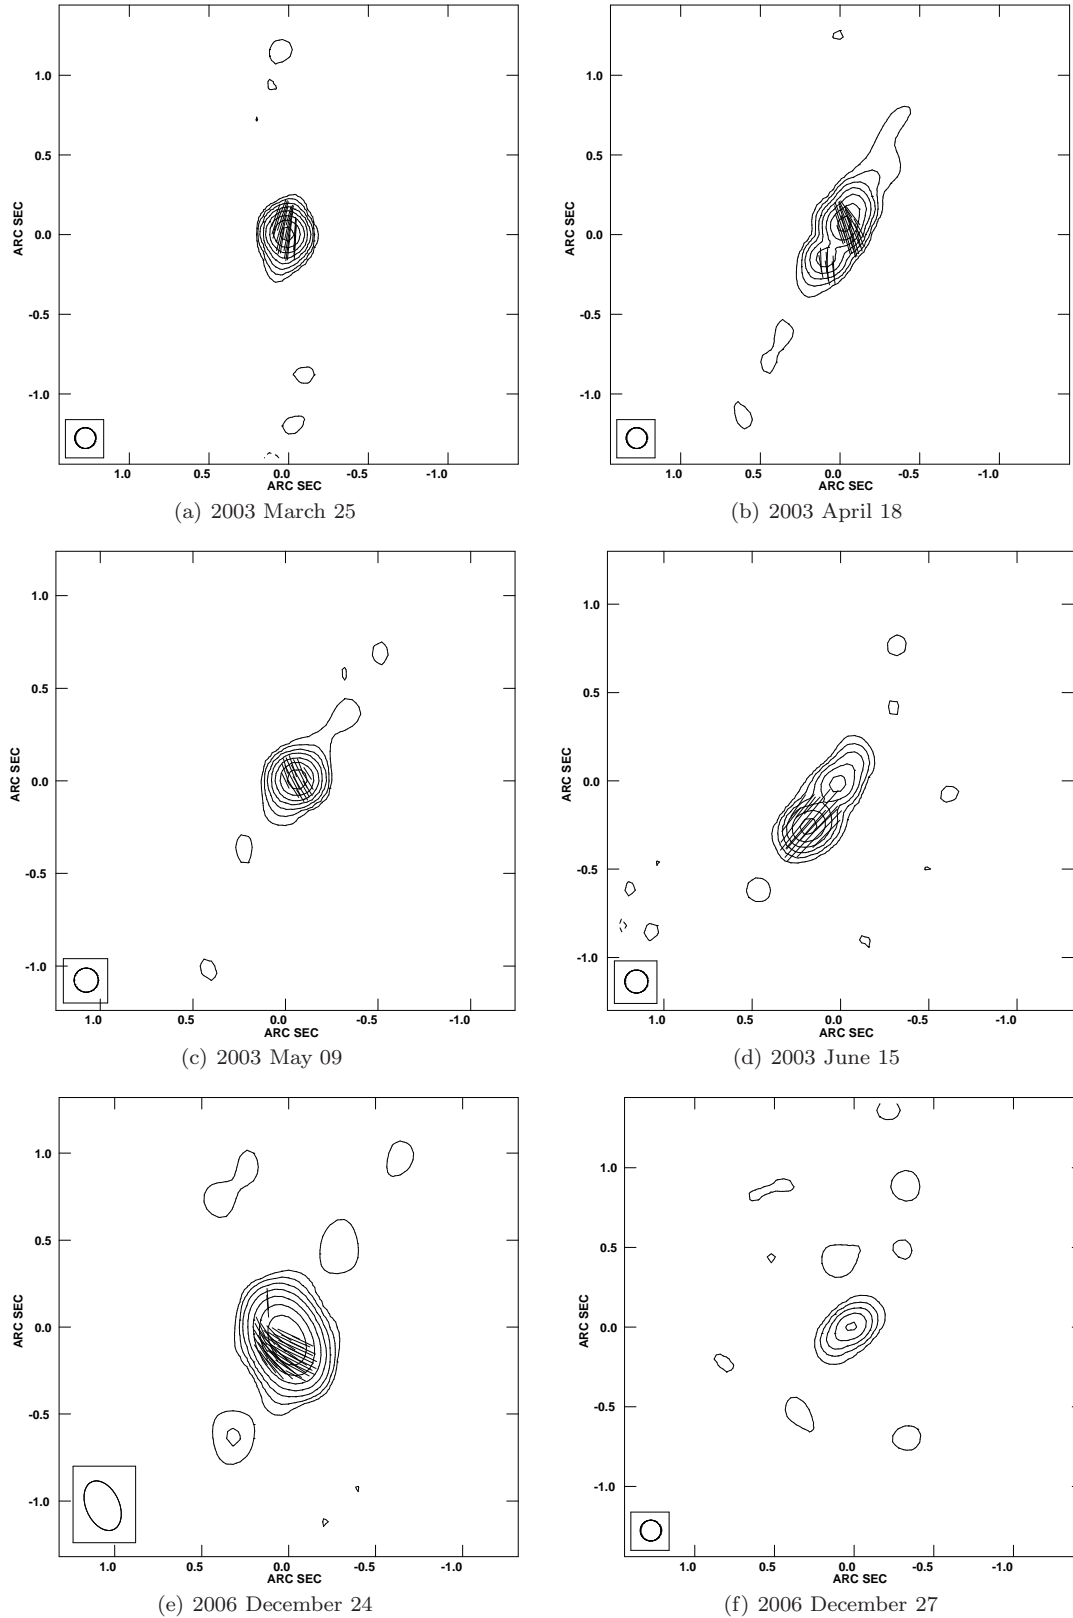 1.0
0.5
0.0
-0.5
-1.0
ARC SEC
1.0 0.5 0.0 -0.5 -1.0
ARC SEC
(a) 2003 March 25
1.0
0.5
0.0
-0.5
-1.0
ARC SEC
1.0 0.5 0.0 -0.5 -1.0
ARC SEC
(b) 2003 April 18
1.0
0.5
0.0
-0.5
-1.0
ARC SEC
1.0 0.5 0.0 -0.5 -1.0
ARC SEC
(c) 2003 May 09
1.0
0.5
0.0
-0.5
-1.0
ARC SEC
1.0 0.5 0.0 -0.5 -1.0
ARC SEC
(d) 2003 June 15
1.0
0.5
0.0
-0.5
-1.0
ARC SEC
1.0 0.5 0.0 -0.5 -1.0
ARC SEC
(e) 2006 December 24
1.0
0.5
0.0
-0.5
-1.0
ARC SEC
1.0 0.5 0.0 -0.5 -1.0
ARC SEC
(f) 2006 December 27